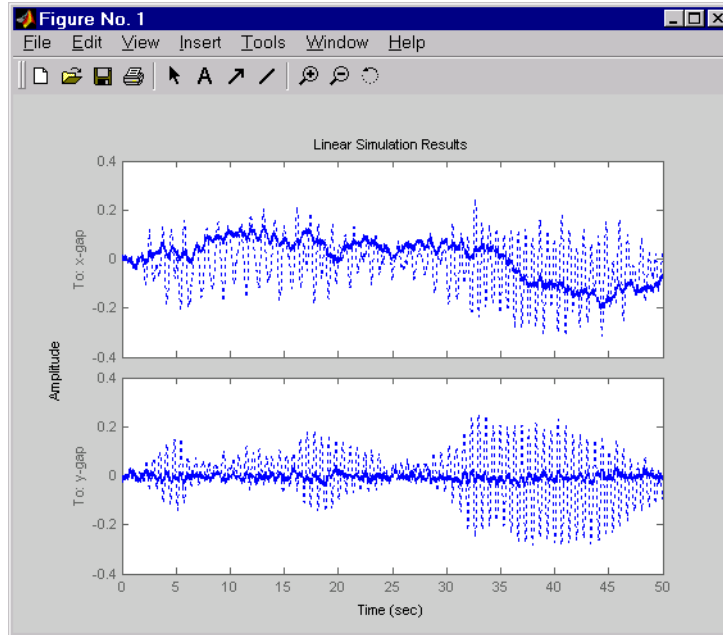 Figure No. 1
File Edit View Insert Tools Window Help
A
Linear Simulation Results
0.4
0.2
0
-0.2
-0.4
To: x-gap
Amplitude
0.4
0.2
0
-0.2
-0.4
To: y-gap
0 5 10 15 20 25 30 35 40 45 50
Time (sec)